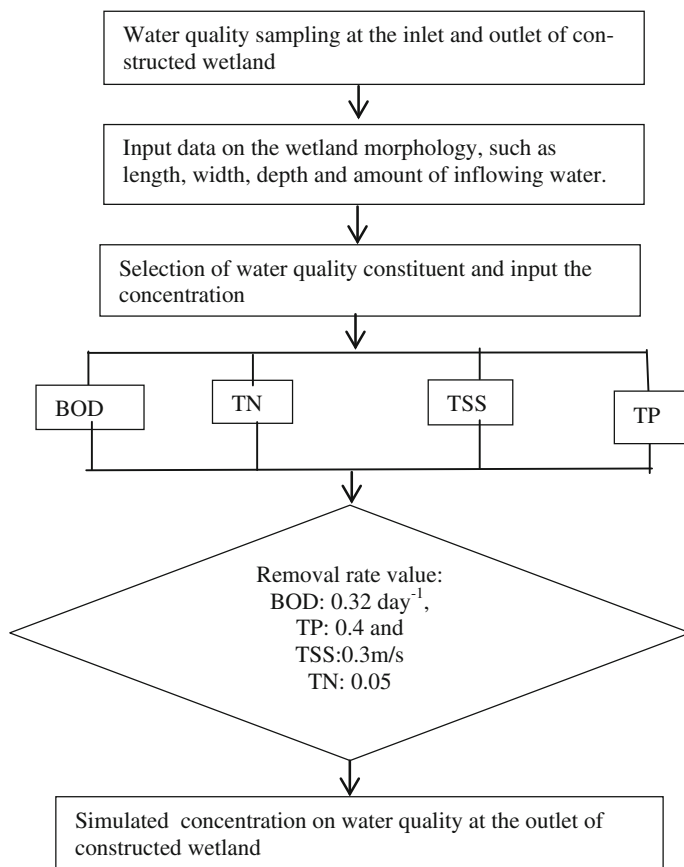 Water quality sampling at the inlet and outlet of con-
structed wetland
Input data on the wetland morphology, such as
length, width, depth and amount of inflowing water.
Selection of water quality constituent and input the
concentration
BOD
TN
TSS
TP
Removal rate value:
BOD: 0.32 day⁻¹,
TP: 0.4 and
TSS:0.3m/s
TN: 0.05
Simulated concentration on water quality at the outlet of
constructed wetland